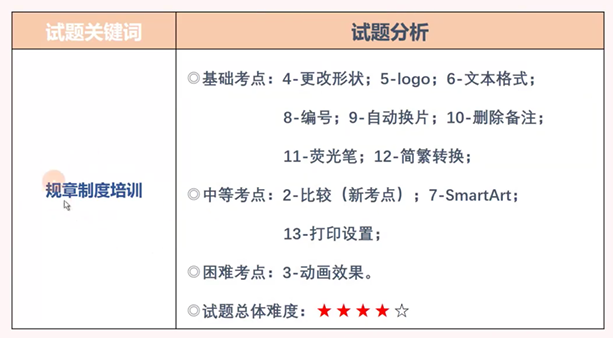 试题关键词
试题分析
规章制度培训
◎基础考点：4-更改形状；5-logo；6-文本格式；
8-编号；9-自动换片；10-删除备注；
11-荧光笔；12-简繁转换；
◎中等考点：2-比较（新考点）；7-SmartArt；
13-打印设置；
◎困难考点：3-动画效果。
◎试题总体难度：★★★★☆